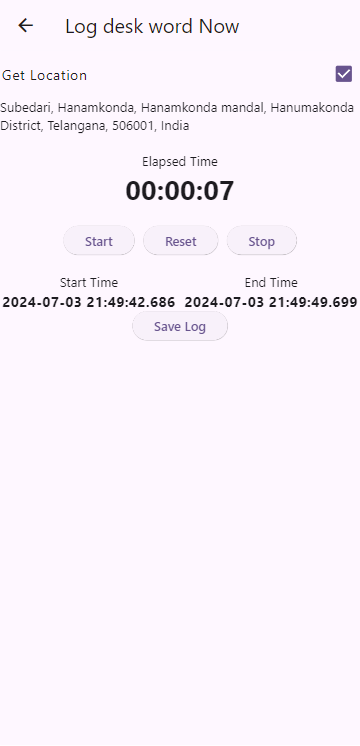 Log desk word Now
Get Location
Subedari, Hanamkonda, Hanamkonda mandal, Hanumakonda
District, Telangana, 506001, India
Elapsed Time
00:00:07
Start Reset Stop
Start Time End Time
2024-07-03 21:49:42.686 2024-07-03 21:49:49.699
Save Log